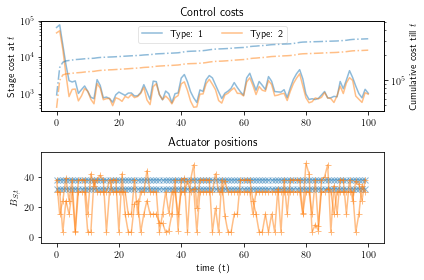 Control costs
Type: 1 Type: 2
Stage cost at t
10^5
10^4
10^3
Cumulative cost till t
10^5
0 20 40 60 80 100
Actuator positions
B_{S,t}
40
20
0
0 20 40 60 80 100
time (t)